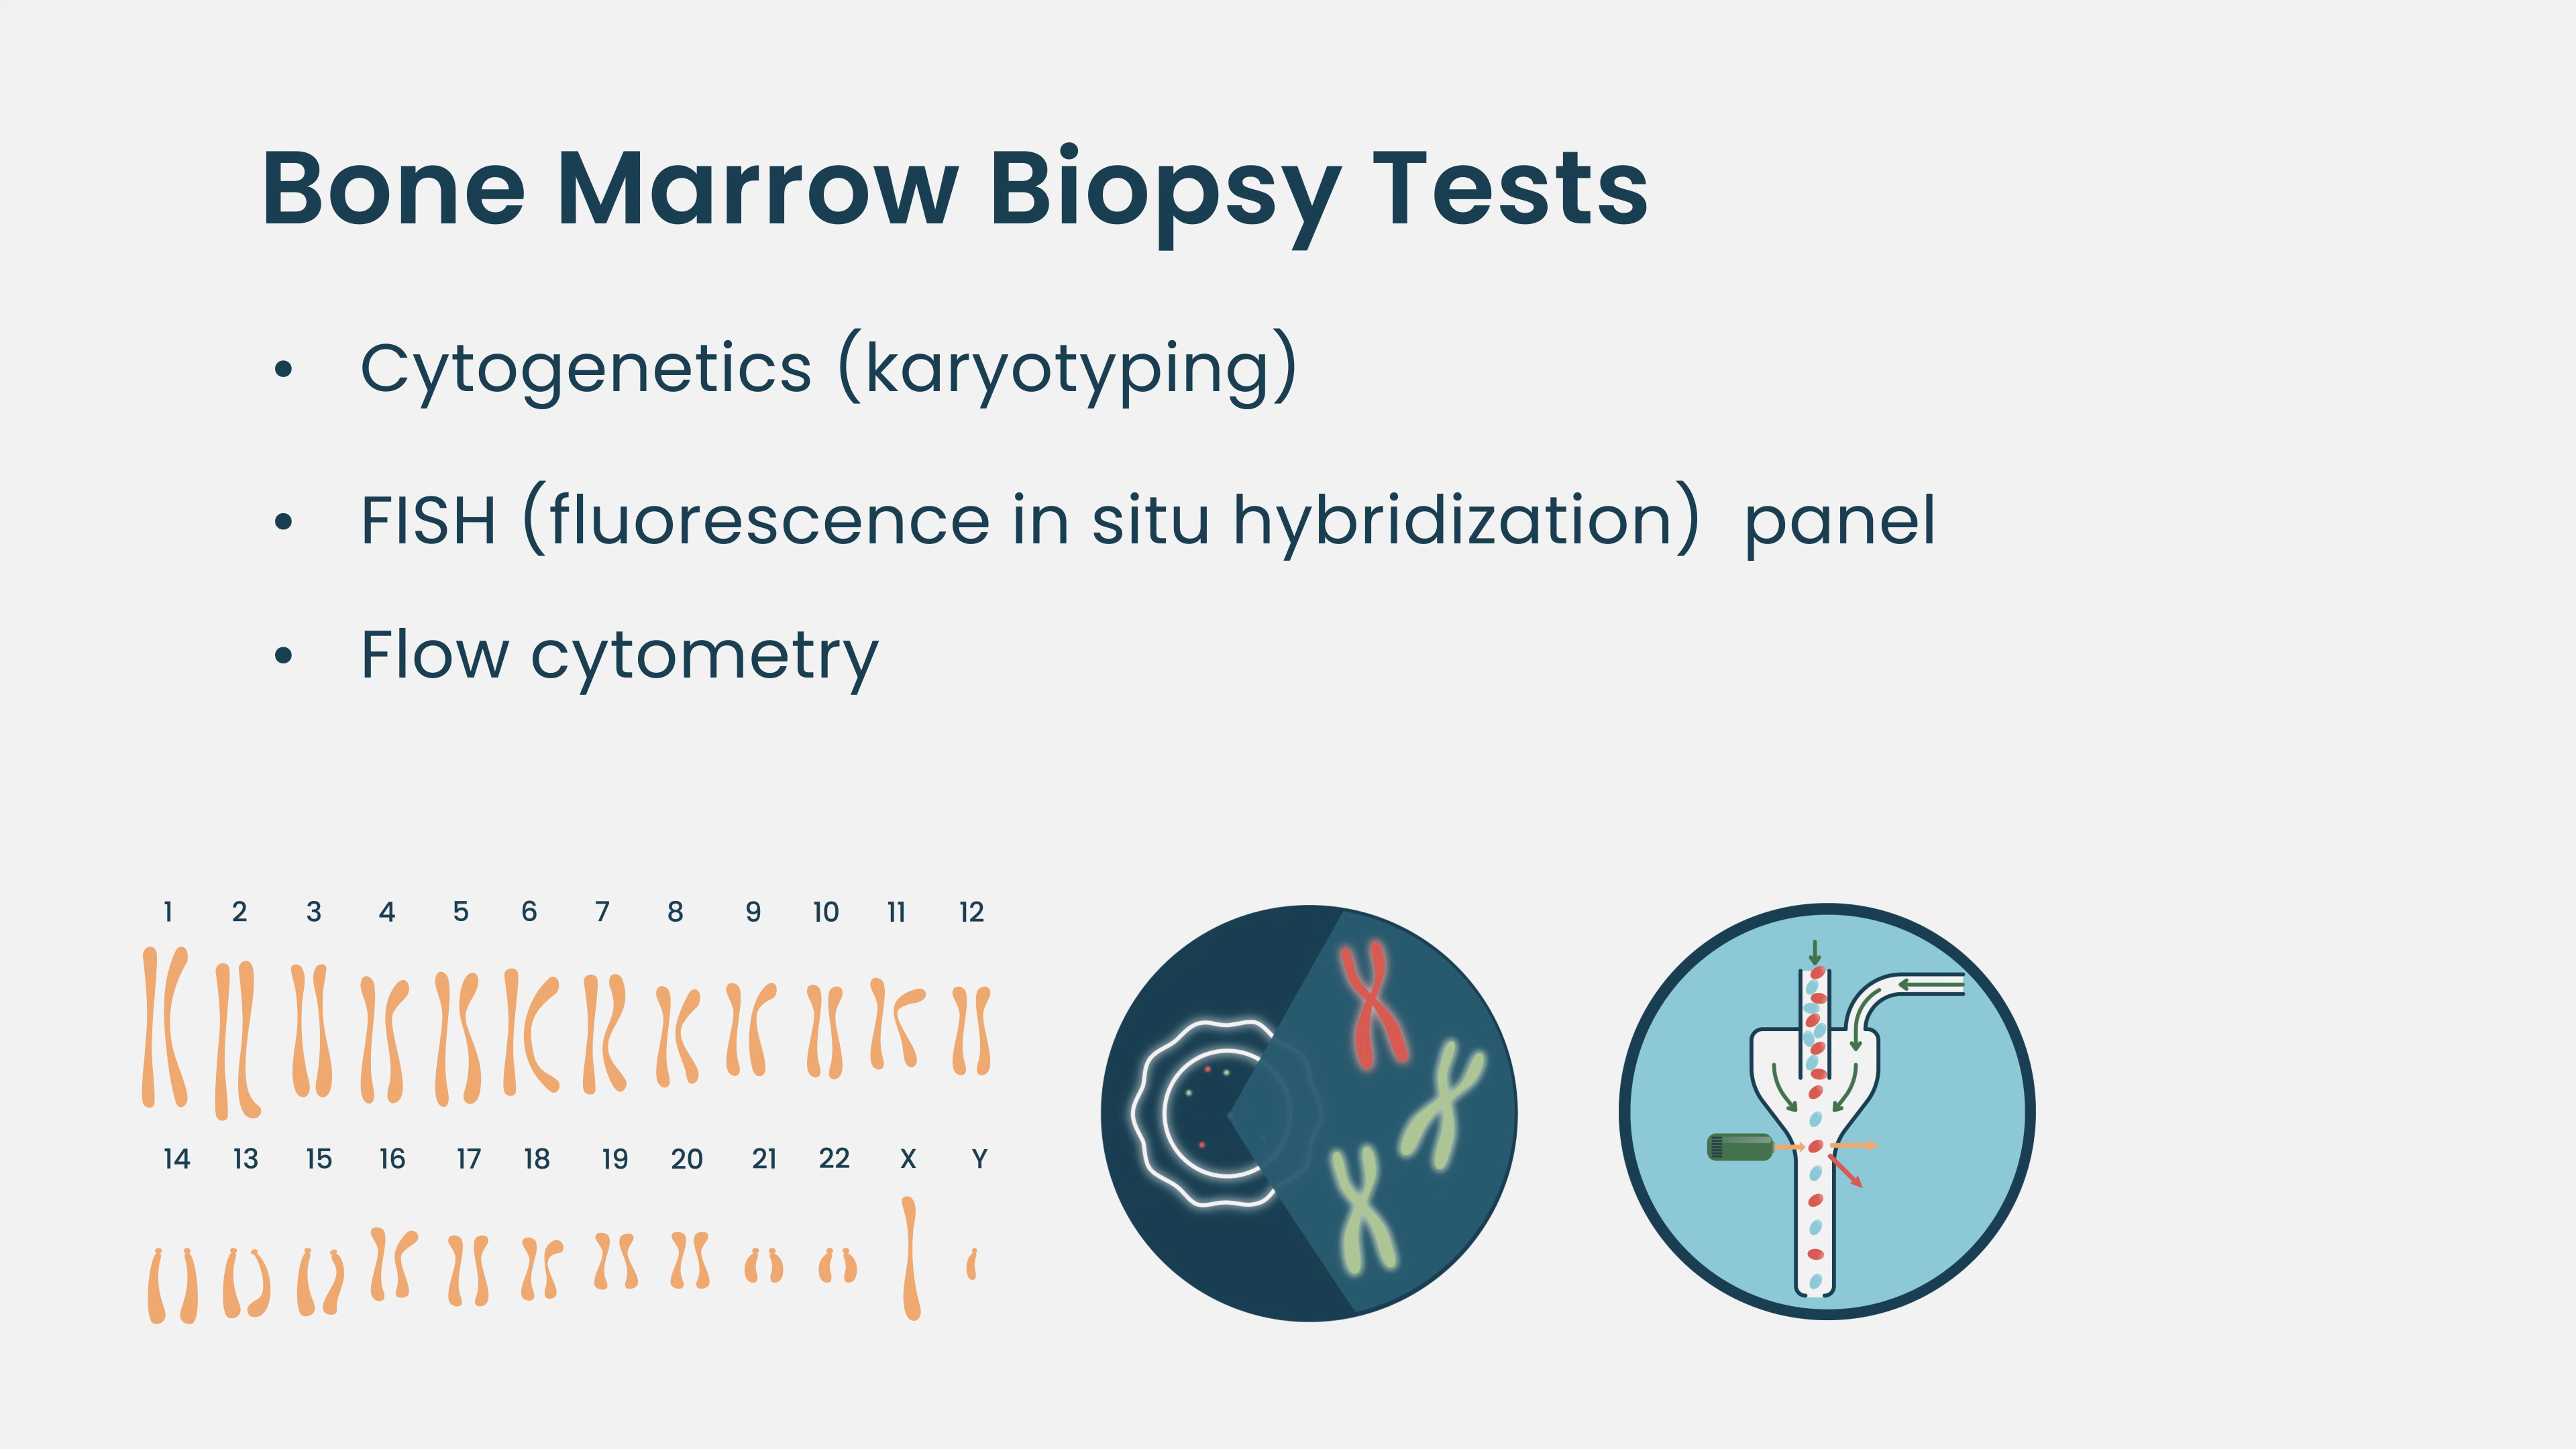 Bone Marrow Biopsy Tests
• Cytogenetics (karyotyping)
• FISH (fluorescence in situ hybridization) panel
• Flow cytometry
1 2 3 4 5 6 7 8 9 10 11 12
14 13 15 16 17 18 19 20 21 22 X Y